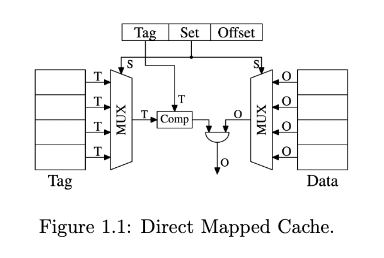 Tag Set Offset
S S
T O
T O
T T O
T MUX T Comp O MUX O
T O
O
Tag Data
Figure 1.1: Direct Mapped Cache.